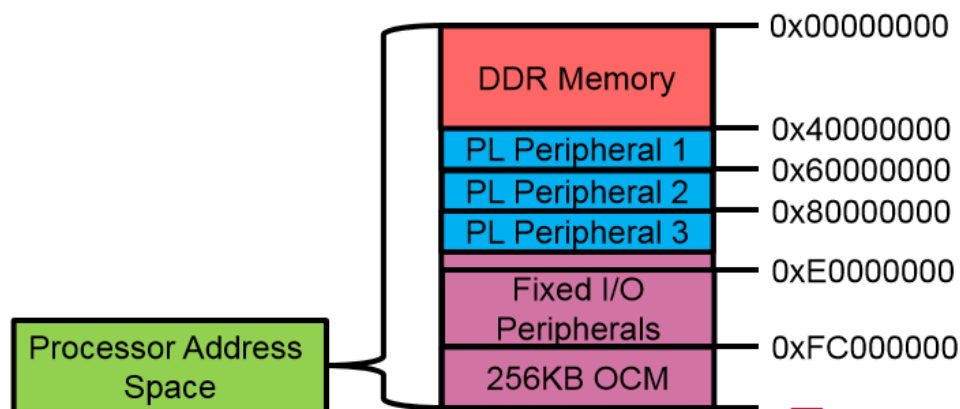 0x00000000
DDR Memory
0x40000000
PL Peripheral 1
0x60000000
PL Peripheral 2
0x80000000
PL Peripheral 3
0xE0000000
Fixed I/O
Peripherals
0xFC000000
256KB OCM
Processor Address
Space